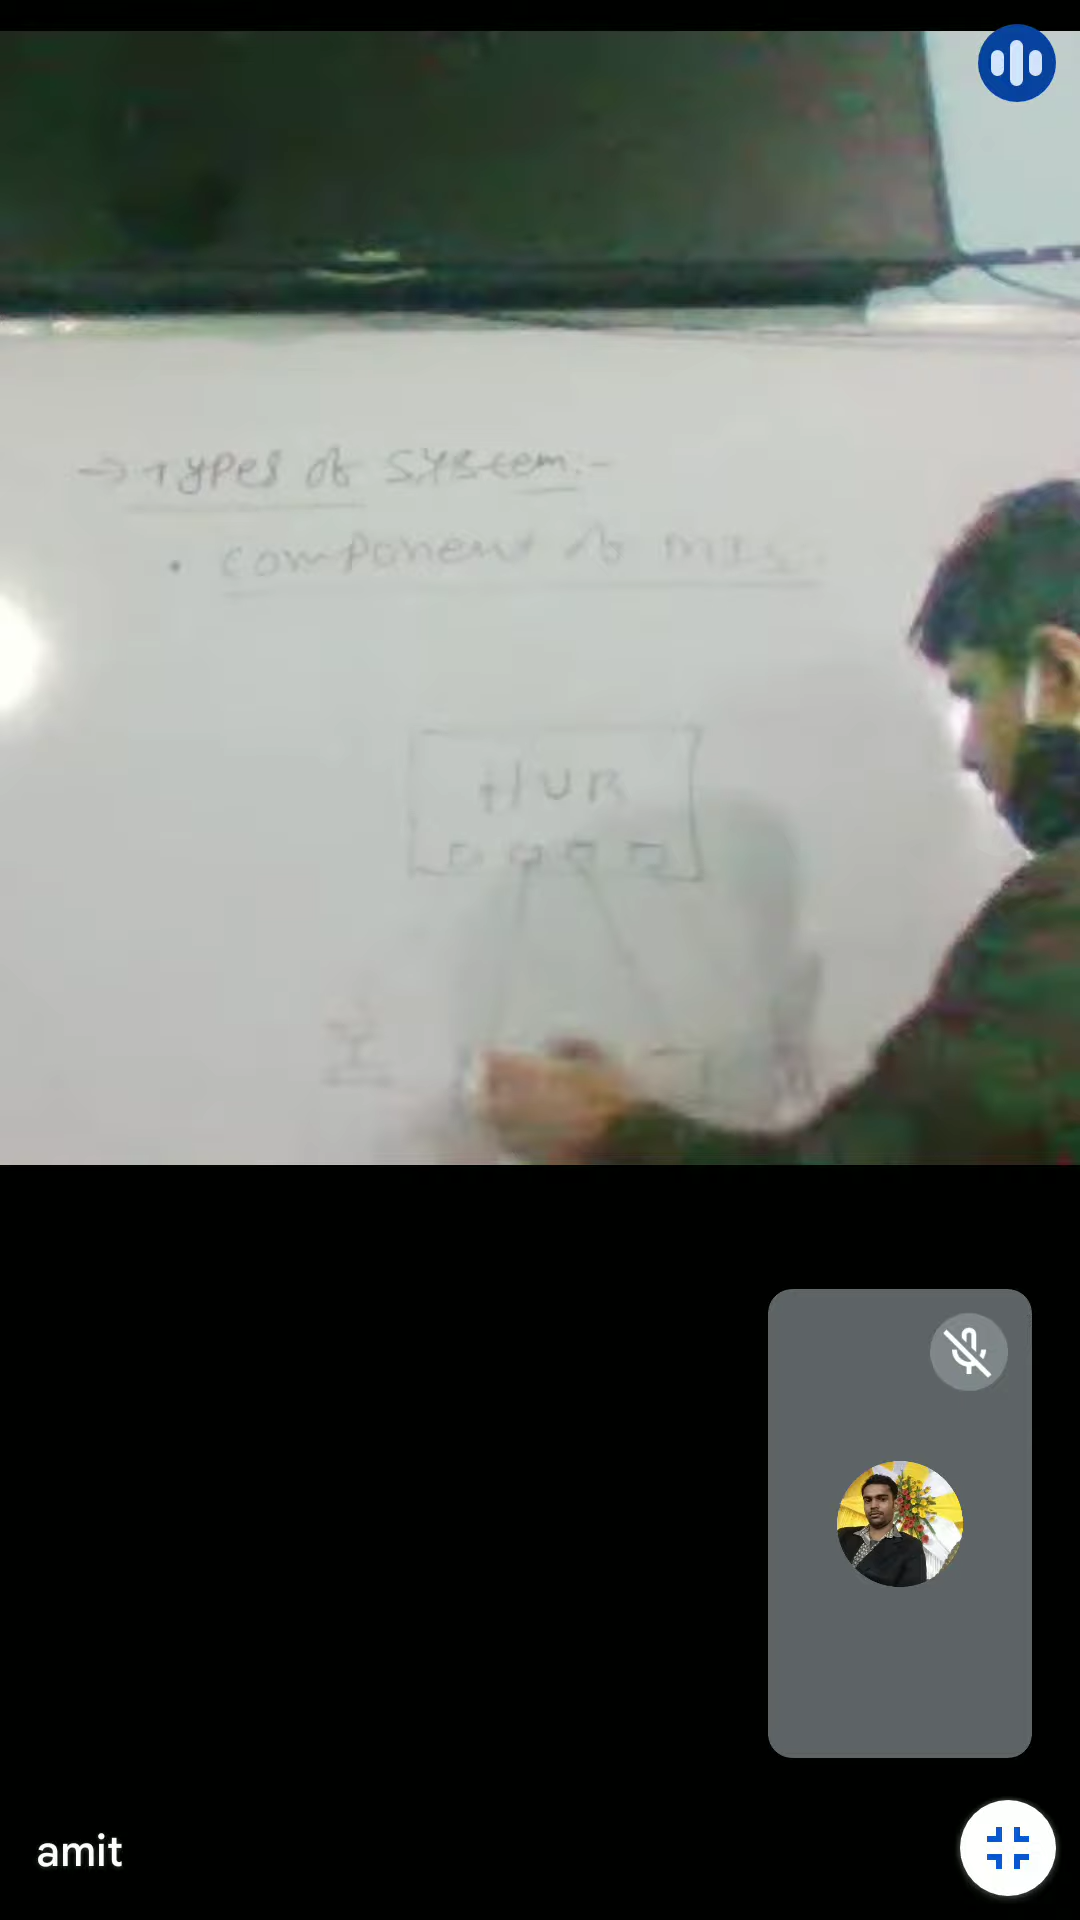 → Types of System:-
• Component of MIS
HUB
amit